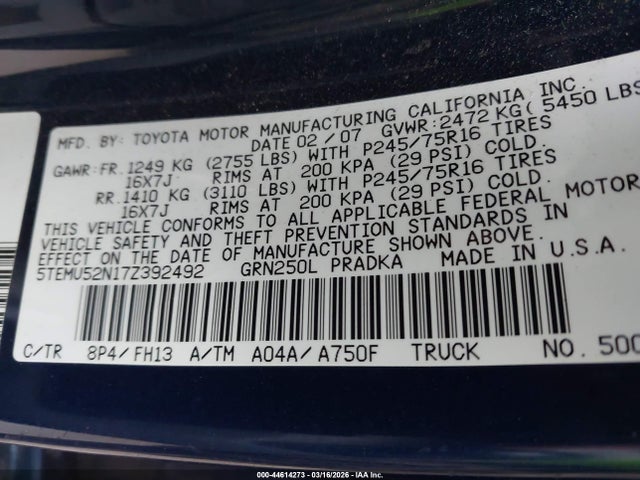 MFD. BY: TOYOTA MOTOR MANUFACTURING CALIFORNIA INC.
DATE 02 / 07 GVWR: 2472 KG ( 5450 LBS
GAWR: FR. 1249 KG (2755 LBS) WITH P245/75R16 TIRES
16X7J RIMS AT 200 KPA (29 PSI) COLD.
RR. 1410 KG (3110 LBS) WITH P245/75R16 TIRES
16X7J RIMS AT 200 KPA (29 PSI) COLD.
THIS VEHICLE CONFORMS TO ALL APPLICABLE FEDERAL MOTOR
VEHICLE SAFETY AND THEFT PREVENTION STANDARDS IN
EFFECT ON THE DATE OF MANUFACTURE SHOWN ABOVE.
5TEMU52N17Z392492 GRN250L PRADKA MADE IN U.S.A.
C/TR 8P4/ FH13 A/TM A04A/ A750F TRUCK NO. 500
000-44614273 - 03/16/2026 - IAA Inc.